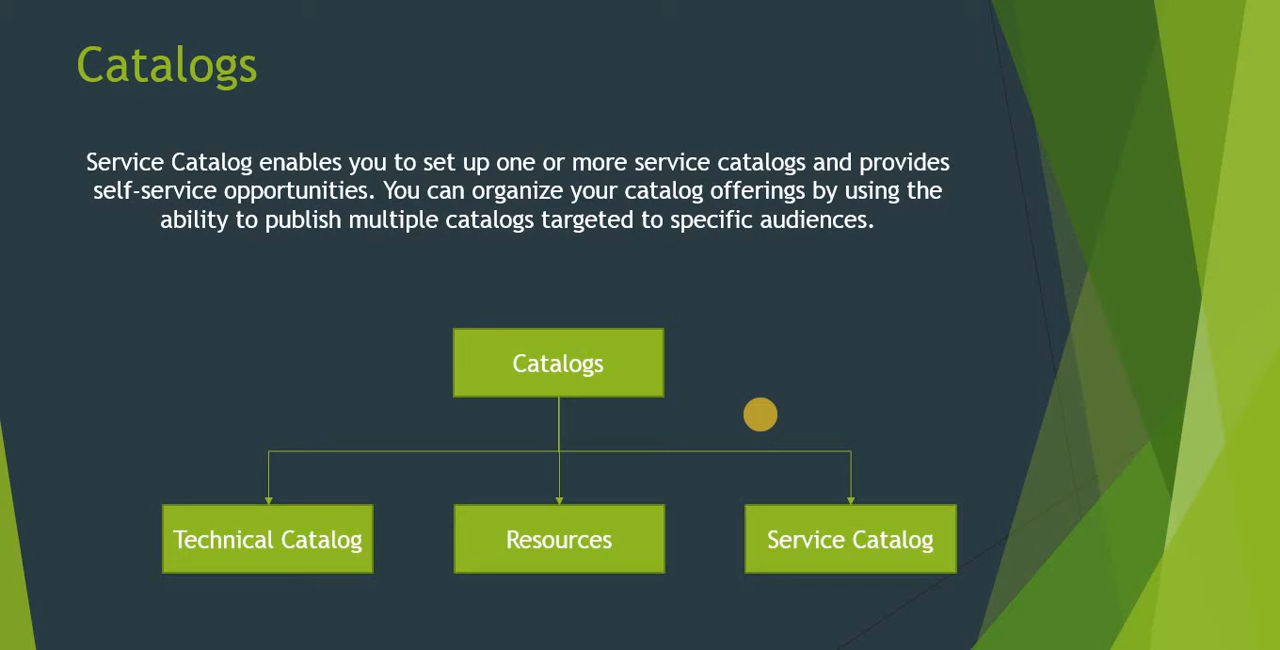 Catalogs
Service Catalog enables you to set up one or more service catalogs and provides
self-service opportunities. You can organize your catalog offerings by using the
ability to publish multiple catalogs targeted to specific audiences.
Catalogs
Technical Catalog
Resources
Service Catalog